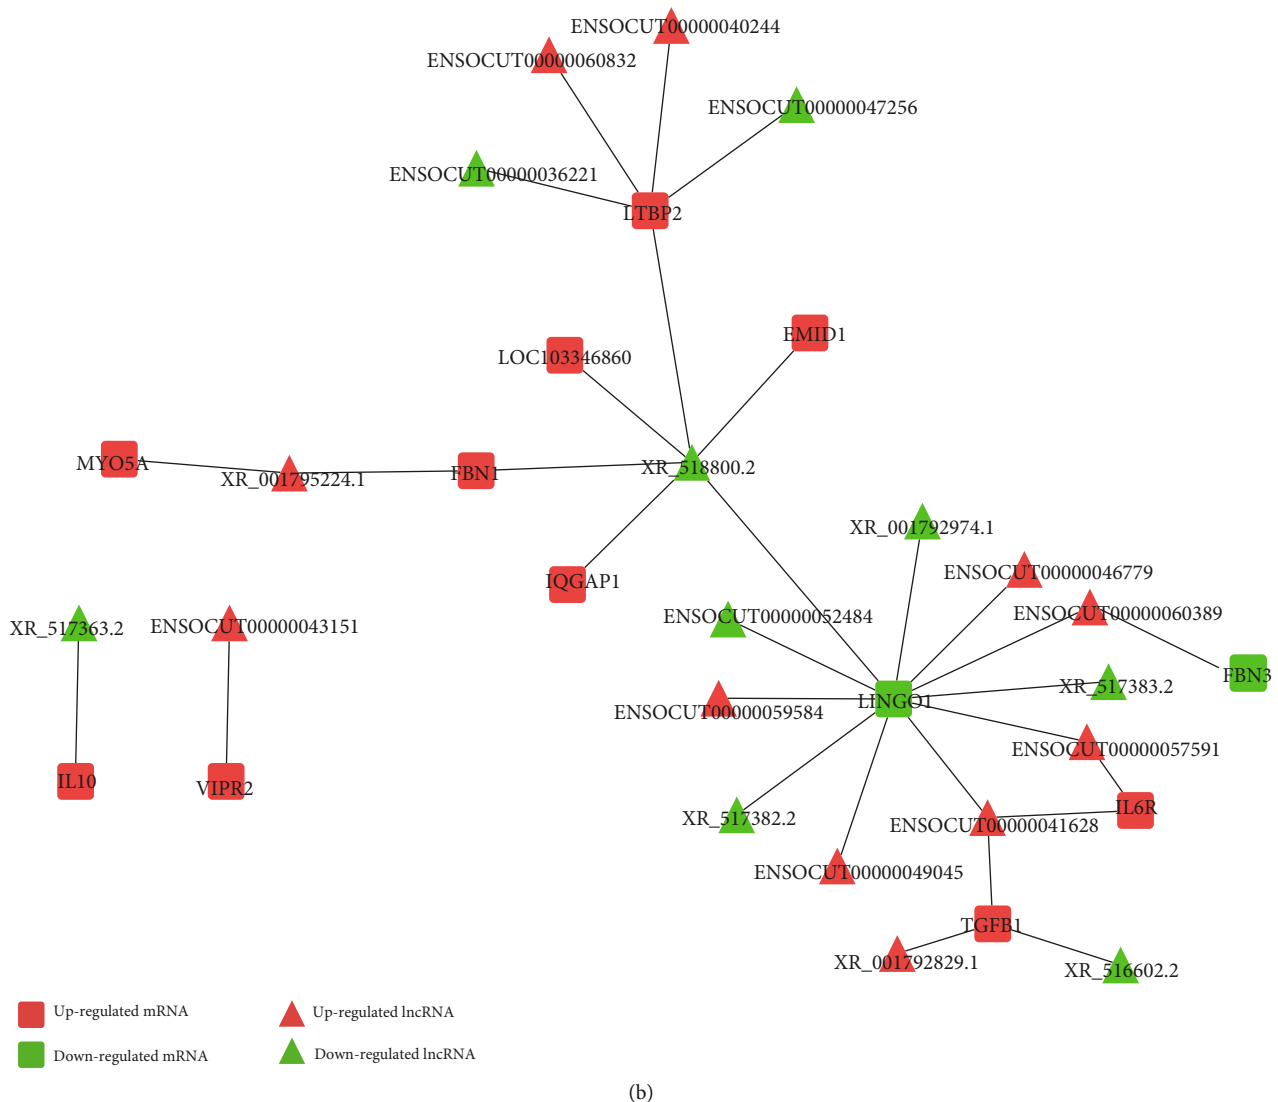 ENSOCUT00000040244
ENSOCUT00000060832
ENSOCUT00000047256
ENSOCUT00000036221
LTBP2
EMID1
LOC103346860
MYO5A
XR_001795224.1
FBN1
XR_518800.2
XR_001792974.1
IQGAP1
ENSOCUT00000046779
ENSOCUT00000052484
ENSOCUT00000060389
XR_517363.2
ENSOCUT00000043151
FBN3
XR_517383.2
LINGO1
ENSOCUT00000059584
ENSOCUT00000057591
IL10
VIPR2
IL6R
XR_517382.2
ENSOCUT00000041628
ENSOCUT00000049045
TGFB1
XR_001792829.1
XR_516602.2
Up-regulated mRNA
Up-regulated lncRNA
Down-regulated mRNA
Down-regulated lncRNA
(b)